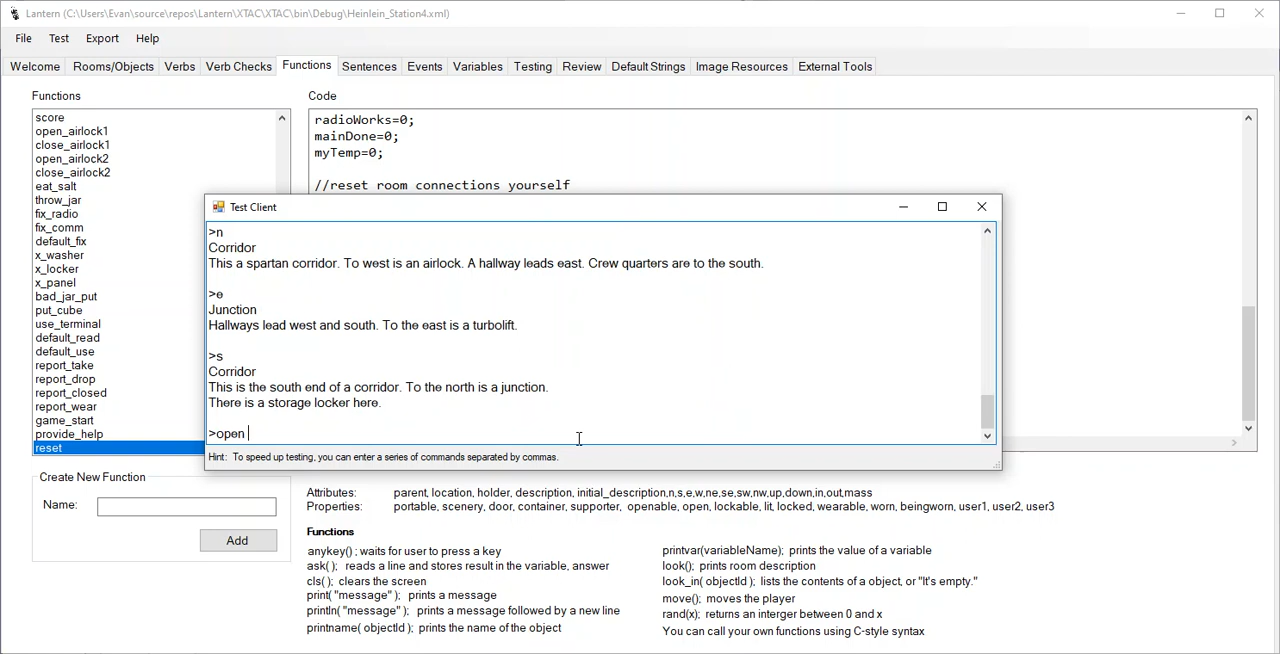 Lantern (C:\Users\Evan\source\repos\Lantern\XTAC\XTAC\bin\Debug\Heinlein_Station4.xml)
File Test Export Help
Welcome Rooms/Objects Verbs Verb Checks Functions Sentences Events Variables Testing Review Default Strings Image Resources External Tools
Functions
score
open_airlock1
close_airlock1
open_airlock2
close_airlock2
eat_salt
throw_jar
fix_radio
fix_comm
default_fix
x_washer
x_locker
x_panel
bad_jar_put
put_cube
use_terminal
default_read
default_use
report_take
report_drop
report_closed
report_wear
game_start
provide_help
reset
Create New Function
Name:
Add
Code
radioWorks=0;
mainDone=0;
myTemp=0;
//reset room connections yourself
Test Client
>n
Corridor
This a spartan corridor. To west is an airlock. A hallway leads east. Crew quarters are to the south.
>e
Junction
Hallways lead west and south. To the east is a turbolift.
>s
Corridor
This is the south end of a corridor. To the north is a junction.
There is a storage locker here.
>open
Hint: To speed up testing, you can enter a series of commands separated by commas.
Attributes: parent, location, holder, description, initial_description,n,s,e,w,ne,se,sw,nw,up,down,in,out,mass
Properties: portable, scenery, door, container, supporter, openable, open, lockable, lit, locked, wearable, worn, beingworn, user1, user2, user3
Functions
anykey() ; waits for user to press a key
ask( ); reads a line and stores result in the variable, answer
cls( ); clears the screen
print( "message" ); prints a message
println( "message" ); prints a message followed by a new line
printname( objectId ); prints the name of the object
printvar(variableName); prints the value of a variable
look(); prints room description
look_in( objectId ); lists the contents of a object, or "It's empty."
move(); moves the player
rand(x); returns an interger between 0 and x
You can call your own functions using C-style syntax